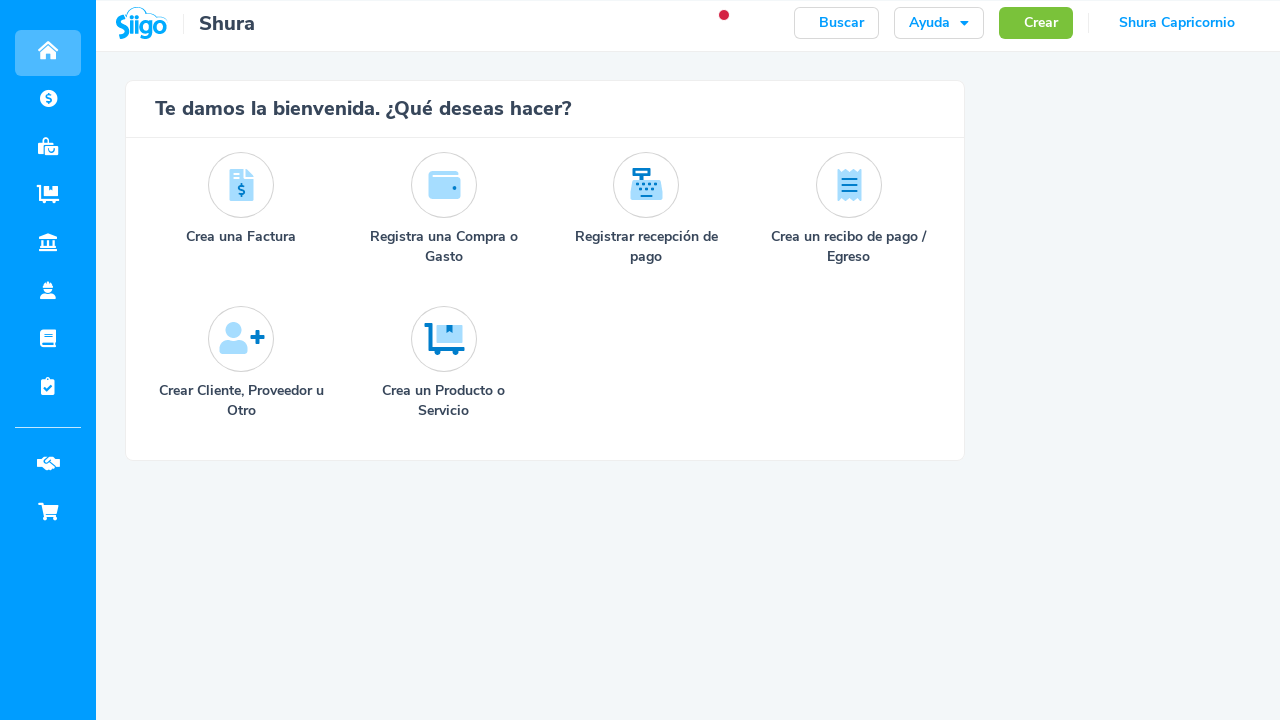 Siigo
Shura
Buscar
Ayuda
Crear
Shura Capricornio
Te damos la bienvenida. ¿Qué deseas hacer?
Crea una Factura
Registra una Compra o
Gasto
Registrar recepción de
pago
Crea un recibo de pago /
Egreso
Crear Cliente, Proveedor u
Otro
Crea un Producto o
Servicio